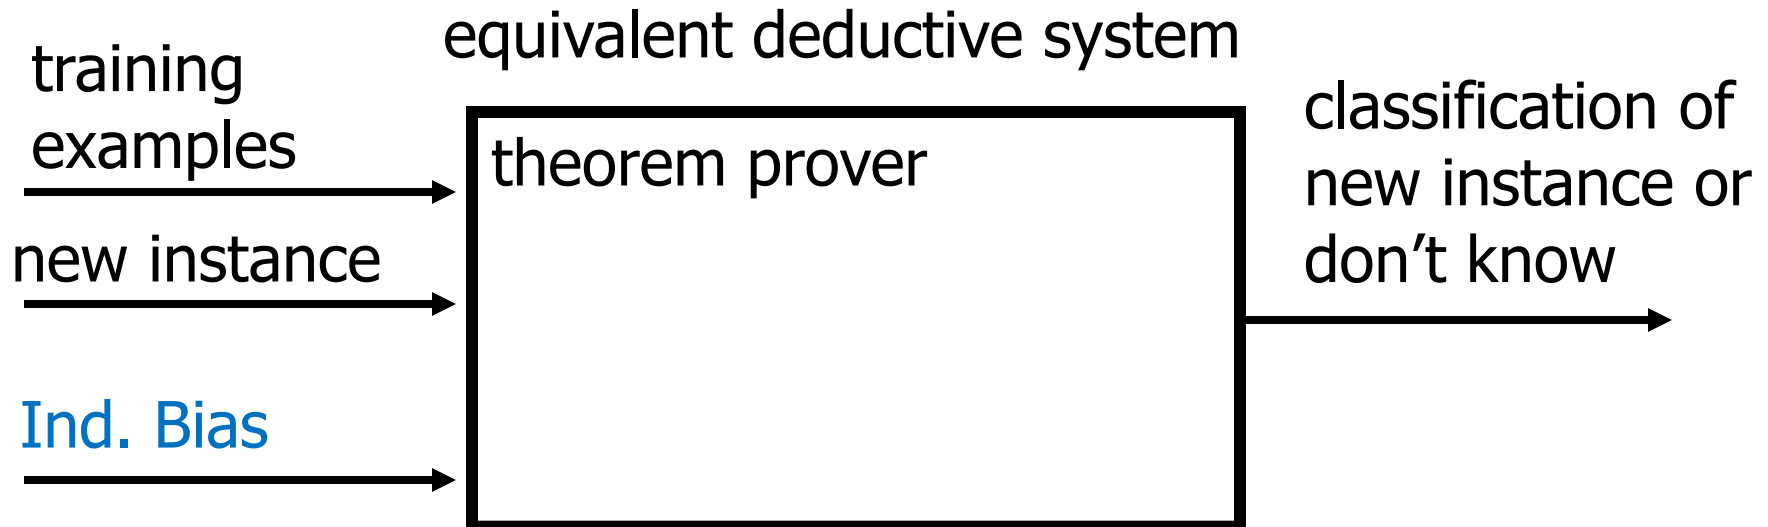 equivalent deductive system
training
examples
new instance
Ind. Bias
theorem prover
classification of
new instance or
don’t know